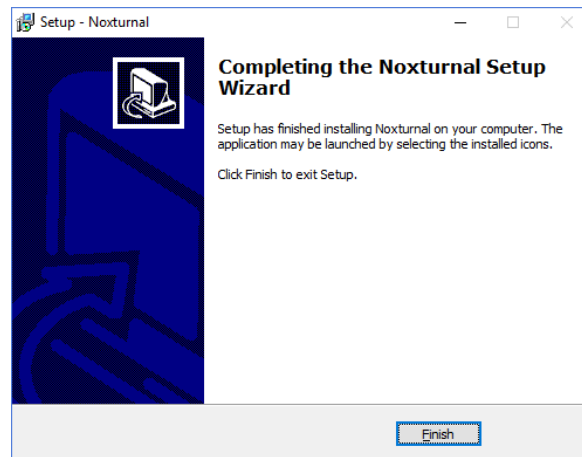 Setup - Noxturnal
Completing the Noxturnal Setup
Wizard
Setup has finished installing Noxturnal on your computer. The
application may be launched by selecting the installed icons.
Click Finish to exit Setup.
Finish